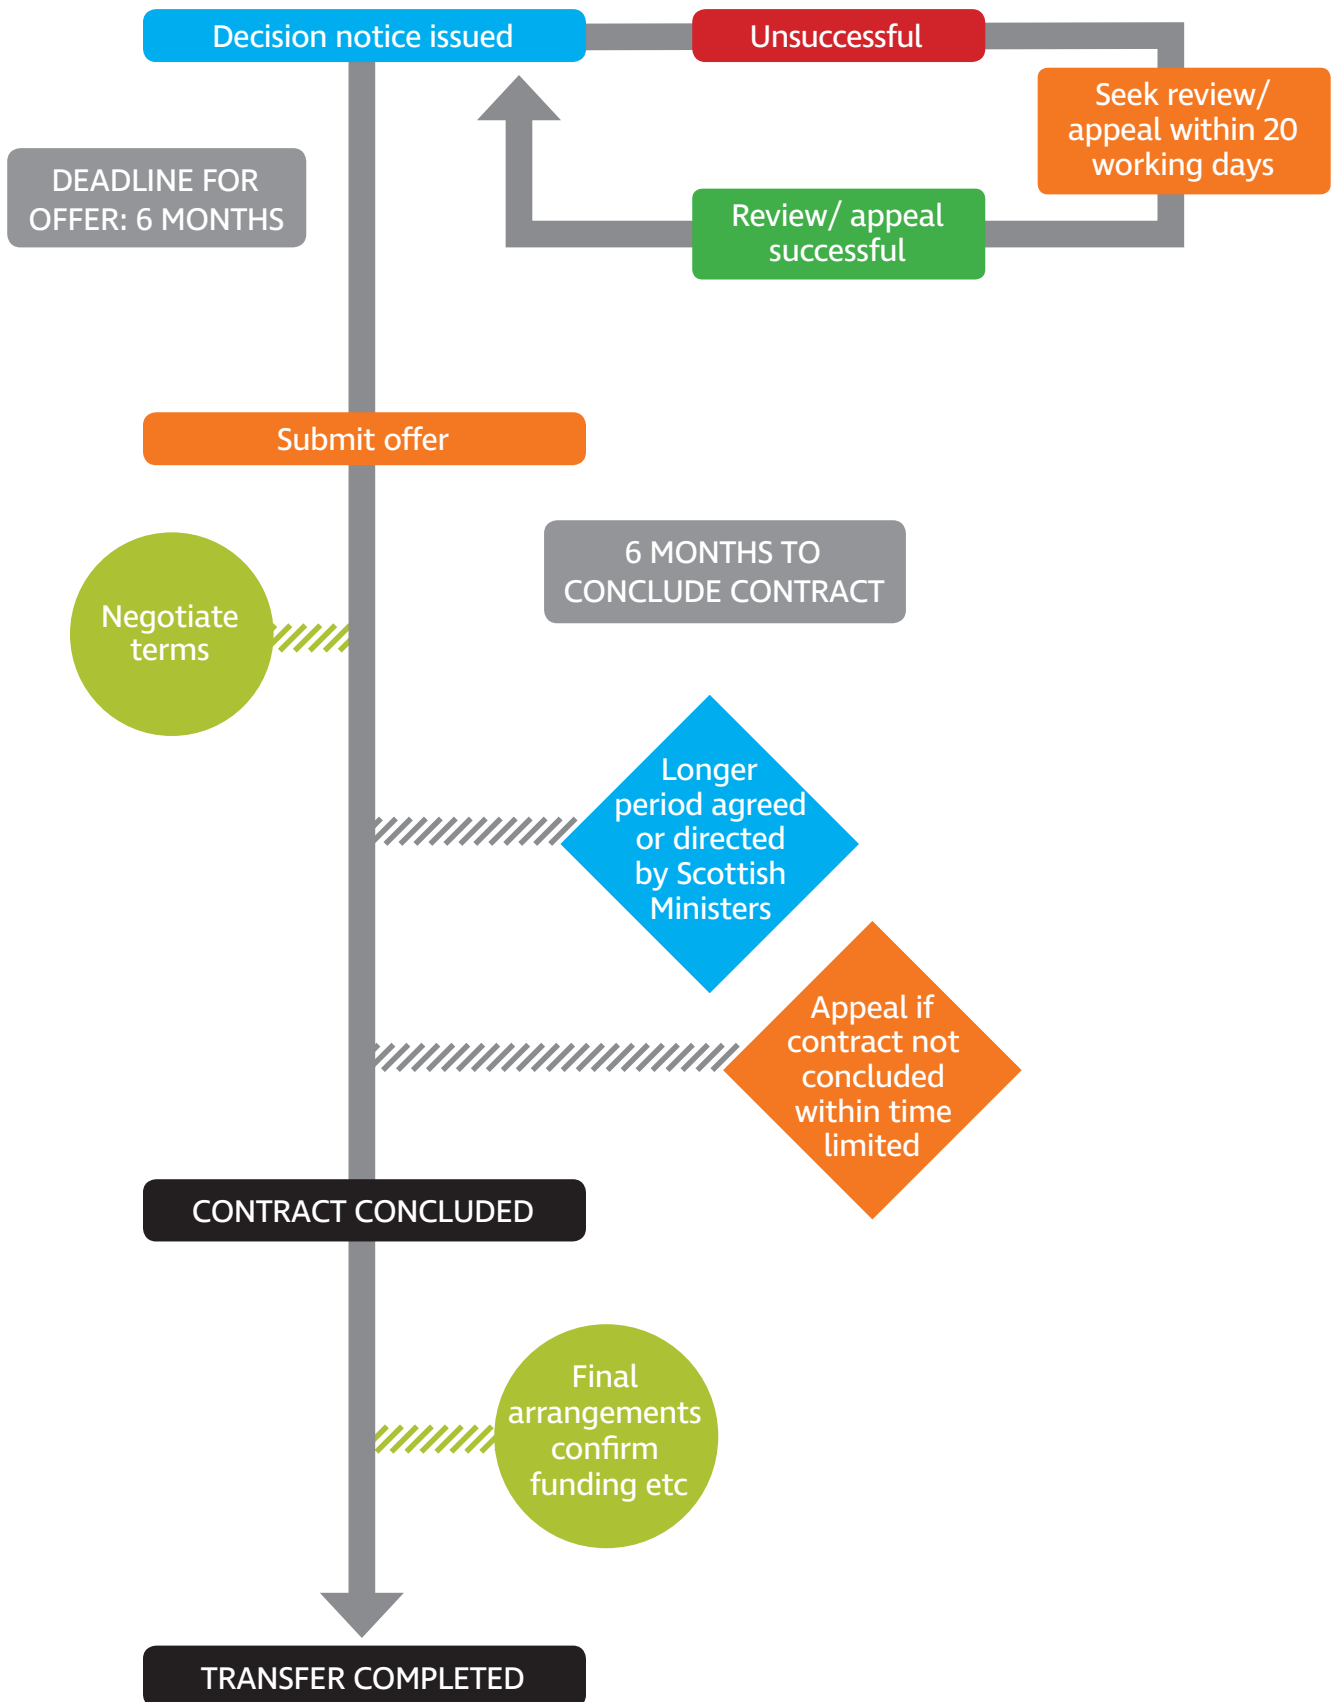 Decision notice issued
Unsuccessful
Seek review/
appeal within 20
working days
DEADLINE FOR
OFFER: 6 MONTHS
Review/ appeal
successful
Submit offer
6 MONTHS TO
CONCLUDE CONTRACT
Negotiate
terms
Longer
period agreed
or directed
by Scottish
Ministers
Appeal if
contract not
concluded
within time
limited
CONTRACT CONCLUDED
Final
arrangements
confirm
funding etc
TRANSFER COMPLETED